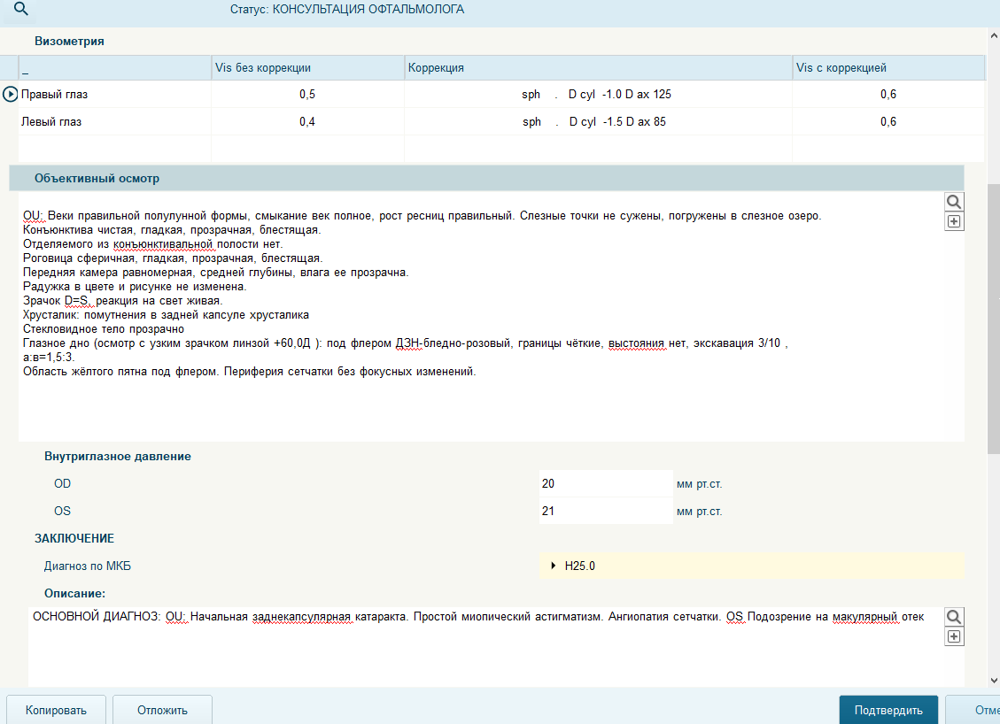 Статус: КОНСУЛЬТАЦИЯ ОФТАЛЬМОЛОГА
Визометрия
_ Vis без коррекции Коррекция Vis с коррекцией
Правый глаз 0,5 sph . D cyl -1.0 D ax 125 0,6
Левый глаз 0,4 sph . D cyl -1.5 D ax 85 0,6
Объективный осмотр
OU: Веки правильной полулунной формы, смыкание век полное, рост ресниц правильный. Слезные точки не сужены, погружены в слезное озеро.
Конъюнктива чистая, гладкая, прозрачная, блестящая.
Отделяемого из конъюнктивальной полости нет.
Роговица сферичная, гладкая, прозрачная, блестящая.
Передняя камера равномерная, средней глубины, влага ее прозрачна.
Радужка в цвете и рисунке не изменена.
Зрачок D=S, реакция на свет живая.
Хрусталик: помутнения в задней капсуле хрусталика
Стекловидное тело прозрачно
Глазное дно (осмотр с узким зрачком линзой +60,0Д ): под флером ДЗН-бледно-розовый, границы чёткие, выстояния нет, экскавация 3/10 ,
а:в=1,5:3.
Область жёлтого пятна под флером. Периферия сетчатки без фокусных изменений.
Внутриглазное давление
OD 20 мм рт.ст.
OS 21 мм рт.ст.
ЗАКЛЮЧЕНИЕ
Диагноз по МКБ H25.0
Описание:
ОСНОВНОЙ ДИАГНОЗ: OU: Начальная заднекапсулярная катаракта. Простой миопический астигматизм. Ангиопатия сетчатки. OS Подозрение на макулярный отек
Копировать Отложить Подтвердить Отме